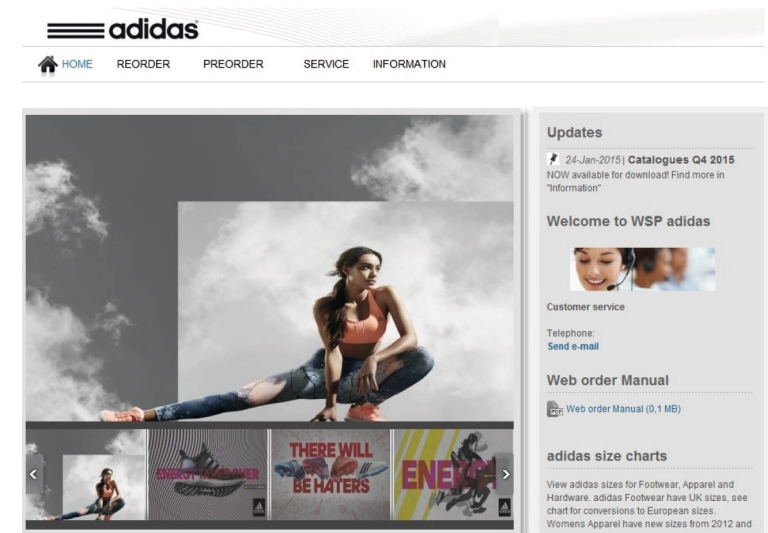 adidas
HOME REORDER PREORDER SERVICE INFORMATION
Updates
24-Jan-2015 | Catalogues Q4 2015
NOW available for download! Find more in
"Information"
Welcome to WSP adidas
Customer service
Telephone:
Send e-mail
Web order Manual
Web order Manual (0,1 MB)
adidas size charts
View adidas sizes for Footwear, Apparel and
Hardware. adidas Footwear have UK sizes, see
chart for conversions to European sizes.
Womens Apparel have new sizes from 2012 and
THERE WILL
BE HATERS